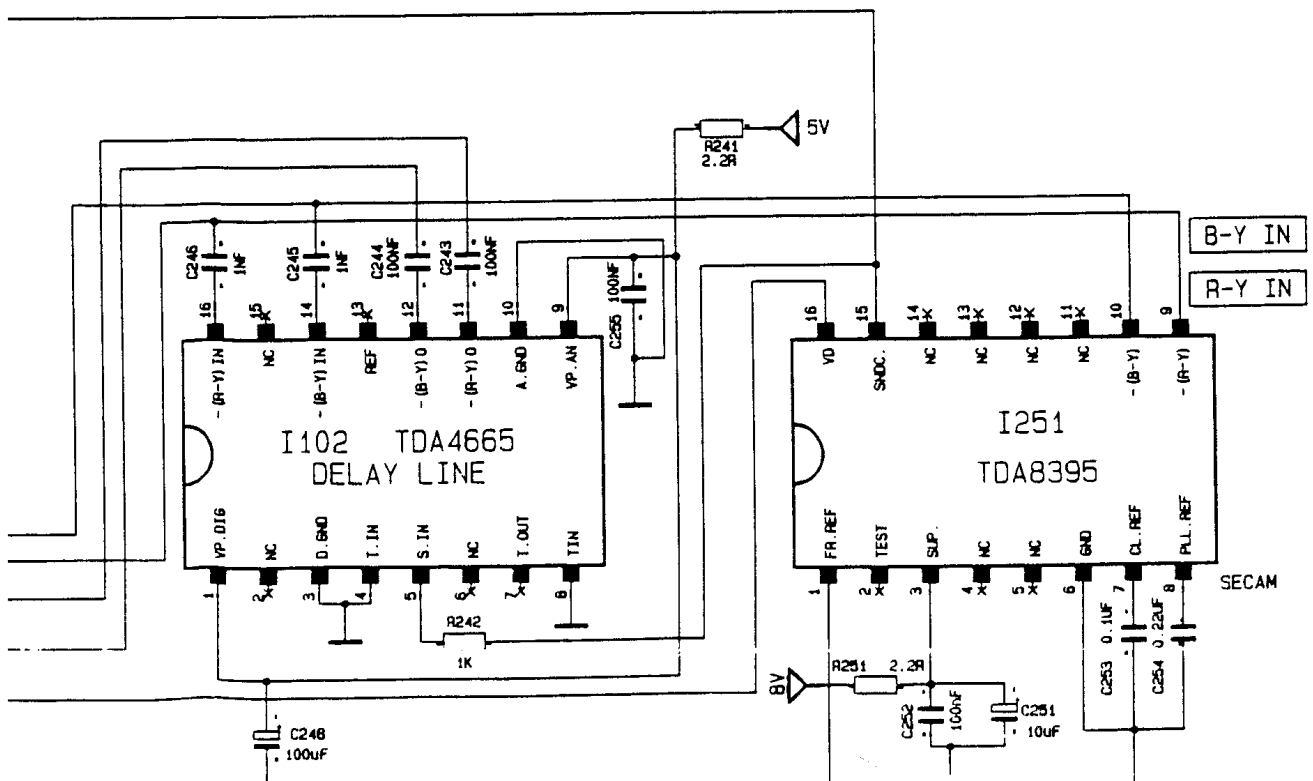 5V
R241
2.2R
B-Y IN
R-Y IN
C246
1NF
C245
1NF
C244
100NF
C243
100NF
C255
100NF
16
15
14
13
12
11
10
9
-(R-Y)IN
NC
-(B-Y)IN
REF
-(B-Y)O
-(R-Y)O
A.GND
VP.AN
I102 TDA4665
DELAY LINE
VP.DIG
NC
D.GND
T.IN
S.IN
NC
T.OUT
TIN
1
2
3
4
5
6
7
8
R242
1K
C248
100uF
16
15
14
13
12
11
10
9
VO
SNDC.
NC
NC
NC
NC
-(B-Y)
-(R-Y)
I251
TDA8395
FR.REF
TEST
SUP.
NC
NC
GND
CL.REF
PLL.REF
1
2
3
4
5
6
7
8
SECAM
8V
R251 2.2R
C252
100nF
C251
10uF
C253 0.1UF
C254 0.22UF